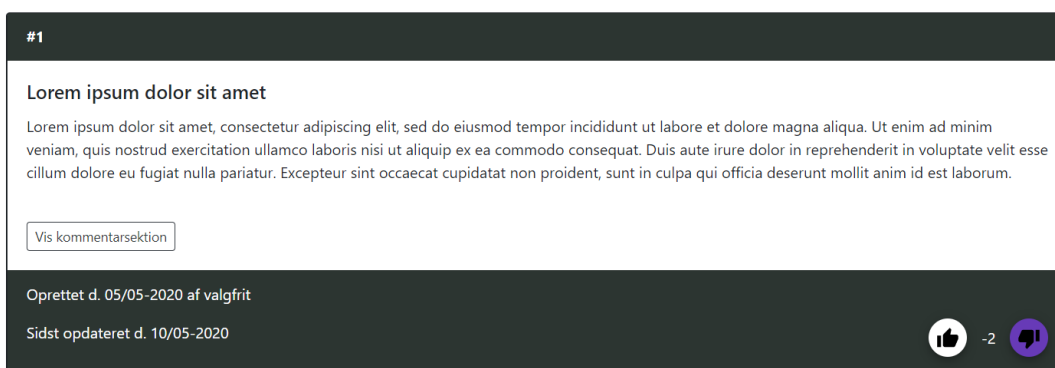 #1
Lorem ipsum dolor sit amet
Lorem ipsum dolor sit amet, consectetur adipiscing elit, sed do eiusmod tempor incididunt ut labore et dolore magna aliqua. Ut enim ad minim
veniam, quis nostrud exercitation ullamco laboris nisi ut aliquip ex ea commodo consequat. Duis aute irure dolor in reprehenderit in voluptate velit esse
cillum dolore eu fugiat nulla pariatur. Excepteur sint occaecat cupidatat non proident, sunt in culpa qui officia deserunt mollit anim id est laborum.
Vis kommentarsektion
Oprettet d. 05/05-2020 af valgfrit
Sidst opdateret d. 10/05-2020
-2